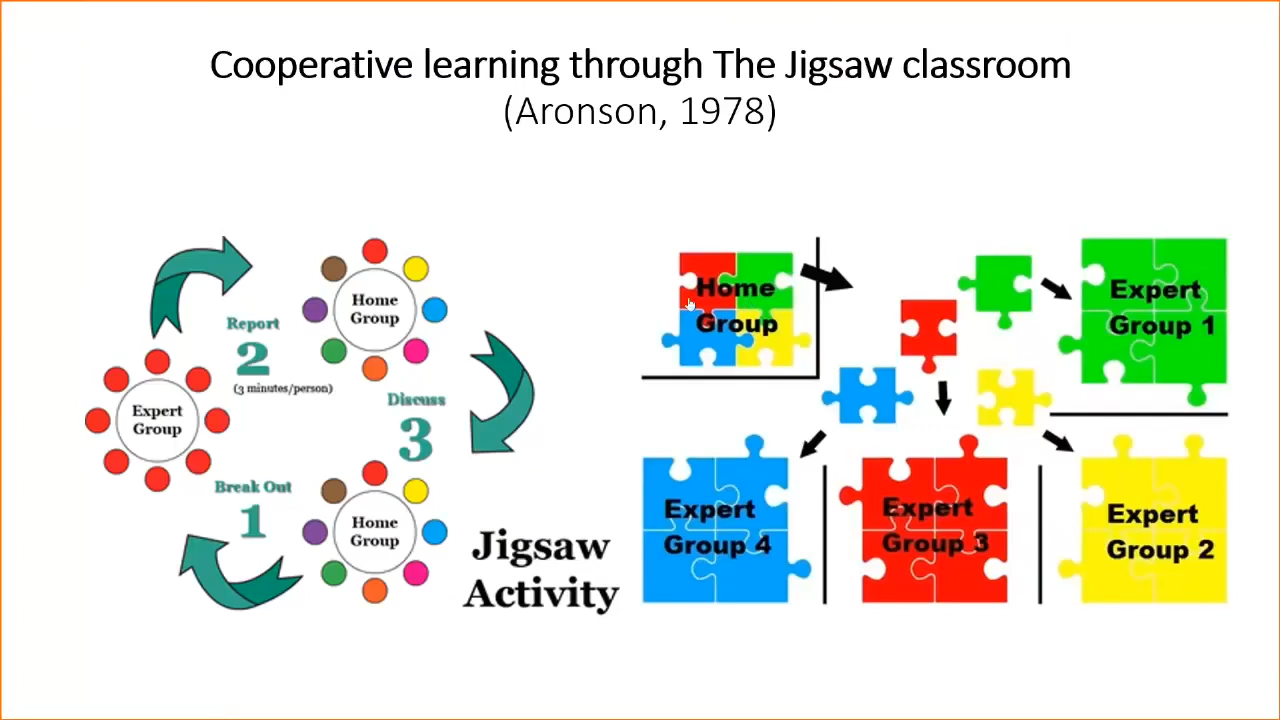 Cooperative learning through The Jigsaw classroom
(Aronson, 1978)
Report
2
(3 minutes/person)
Home
Group
Expert
Group
Discuss
3
Break Out
1
Home
Group
Jigsaw
Activity
Home
Group
Expert
Group 1
Expert
Group 4
Expert
Group 3
Expert
Group 2